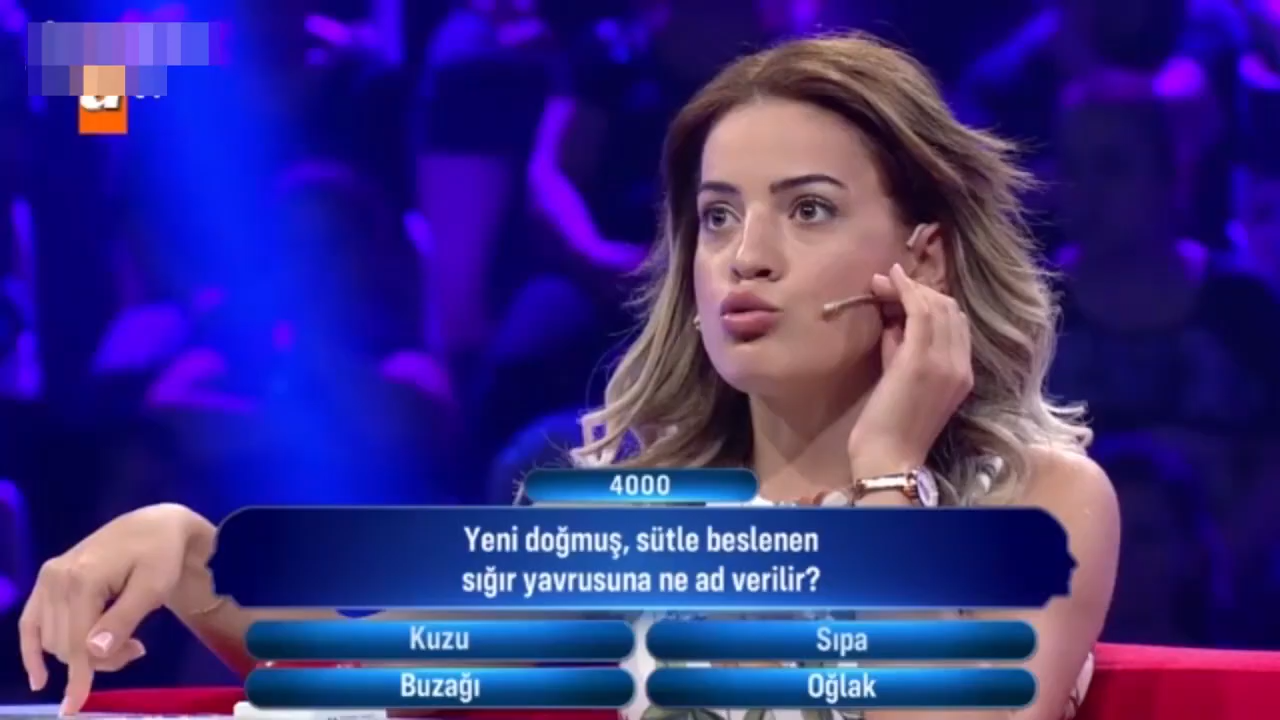 4000
Yeni doğmuş, sütle beslenen
sığır yavrusuna ne ad verilir?
Kuzu
Sıpa
Buzağı
Oğlak